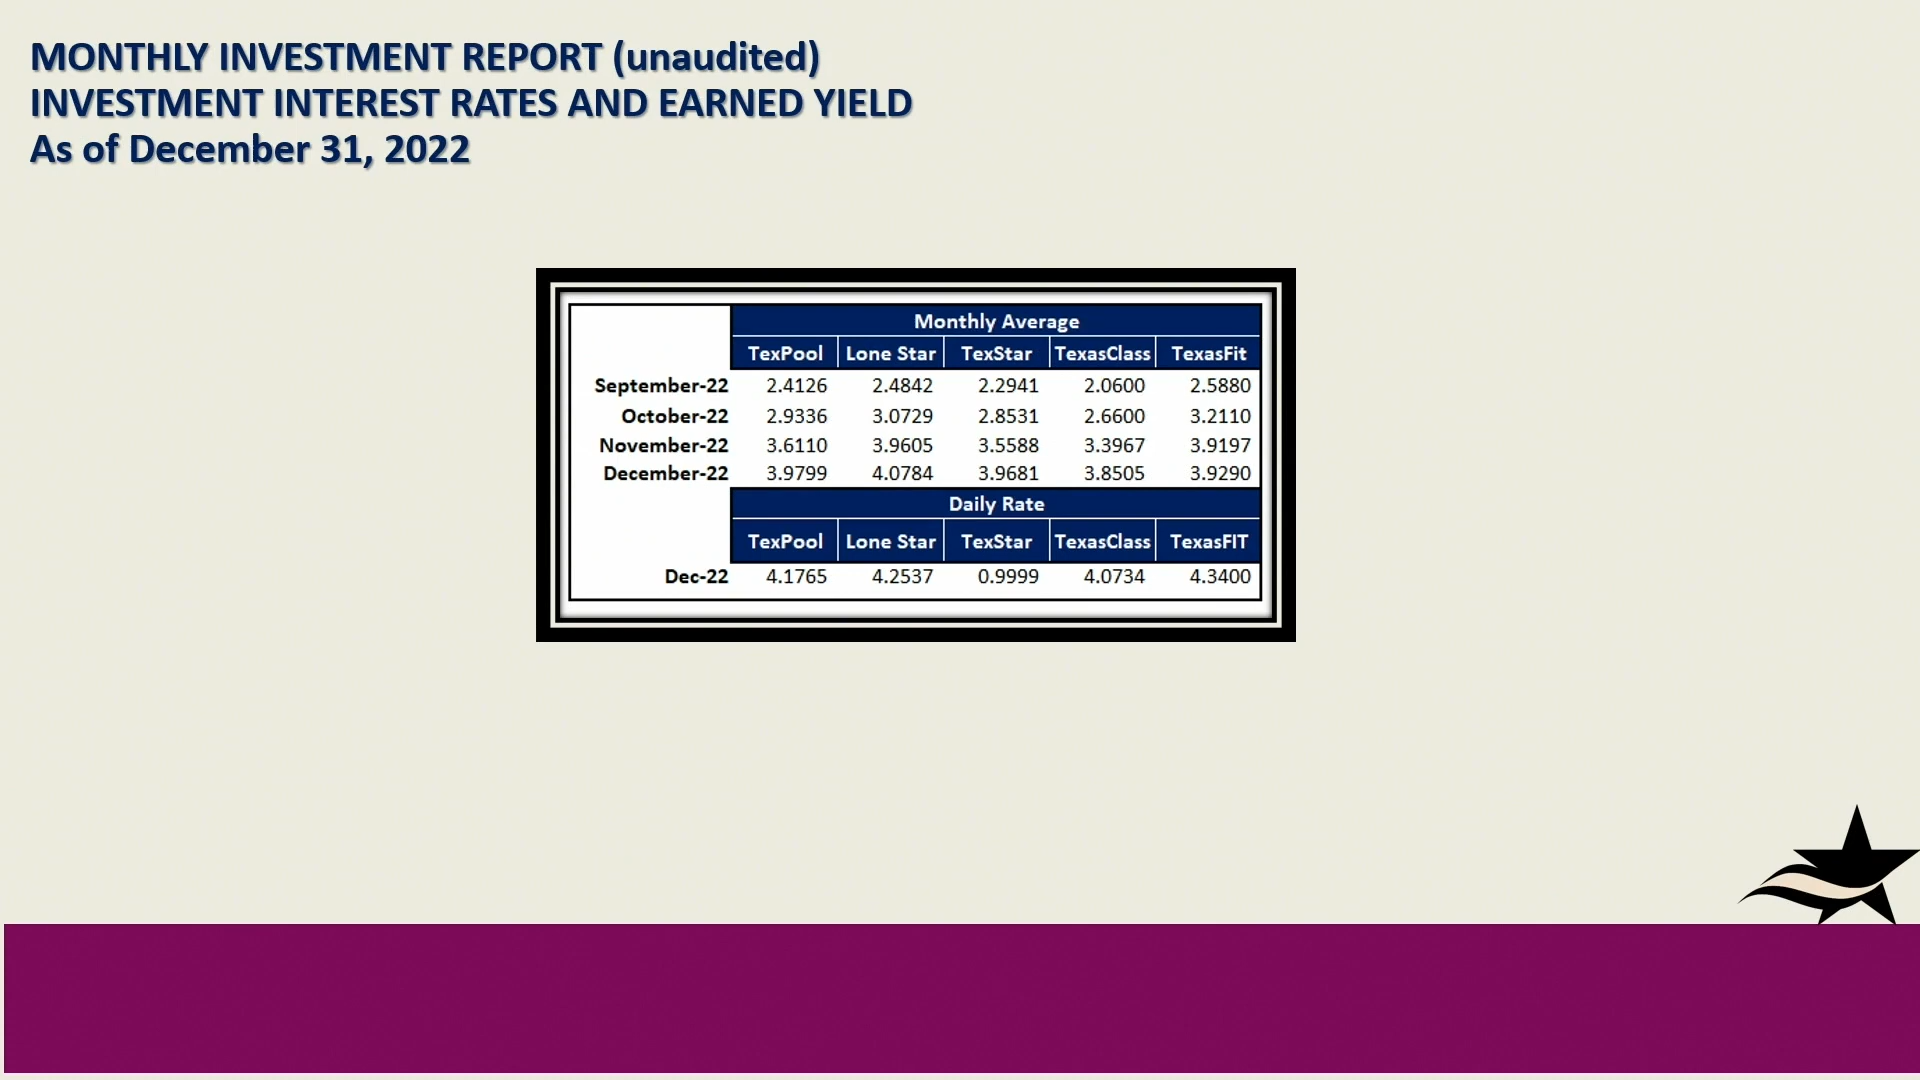 MONTHLY INVESTMENT REPORT (unaudited)
INVESTMENT INTEREST RATES AND EARNED YIELD
As of December 31, 2022
Monthly Average
TexPool Lone Star TexStar TexasClass TexasFit
September-22 2.4126 2.4842 2.2941 2.0600 2.5880
October-22 2.9336 3.0729 2.8531 2.6600 3.2110
November-22 3.6110 3.9605 3.5588 3.3967 3.9197
December-22 3.9799 4.0784 3.9681 3.8505 3.9290
Daily Rate
TexPool Lone Star TexStar TexasClass TexasFIT
Dec-22 4.1765 4.2537 0.9999 4.0734 4.3400